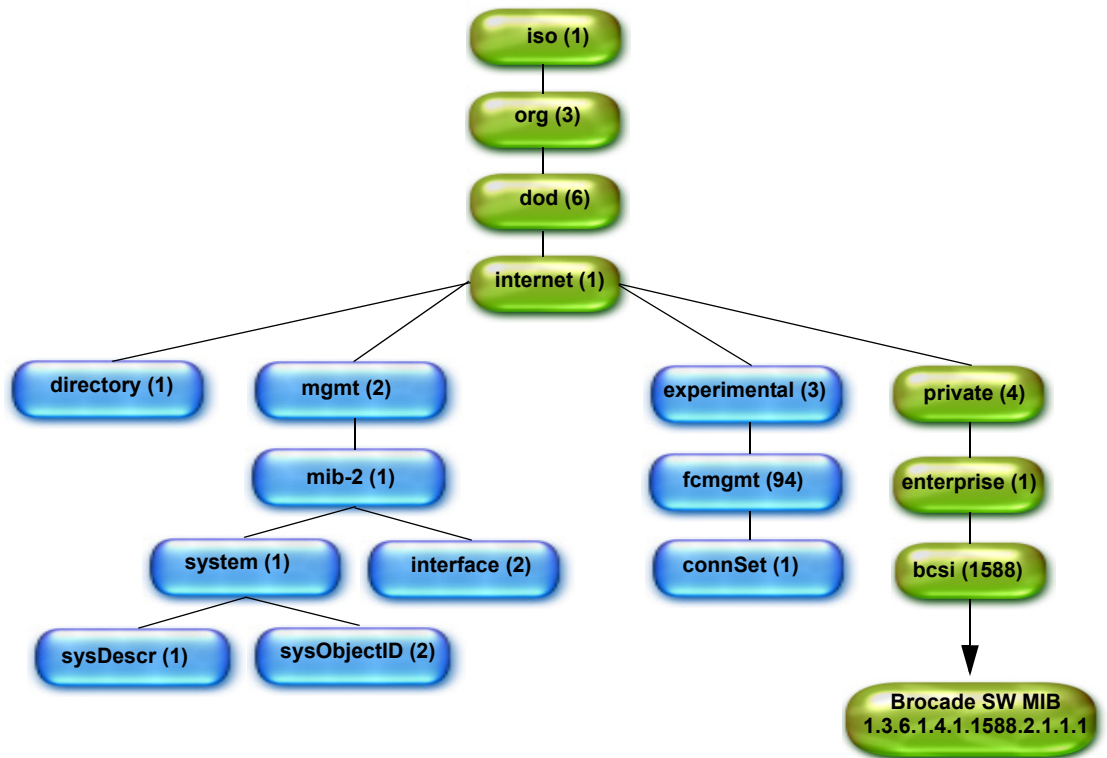 iso (1)
org (3)
dod (6)
internet (1)
directory (1)
mgmt (2)
experimental (3)
private (4)
mib-2 (1)
fcmgmt (94)
enterprise (1)
system (1)
interface (2)
connSet (1)
bcsi (1588)
sysDescr (1)
sysObjectID (2)
Brocade SW MIB
1.3.6.1.4.1.1588.2.1.1.1